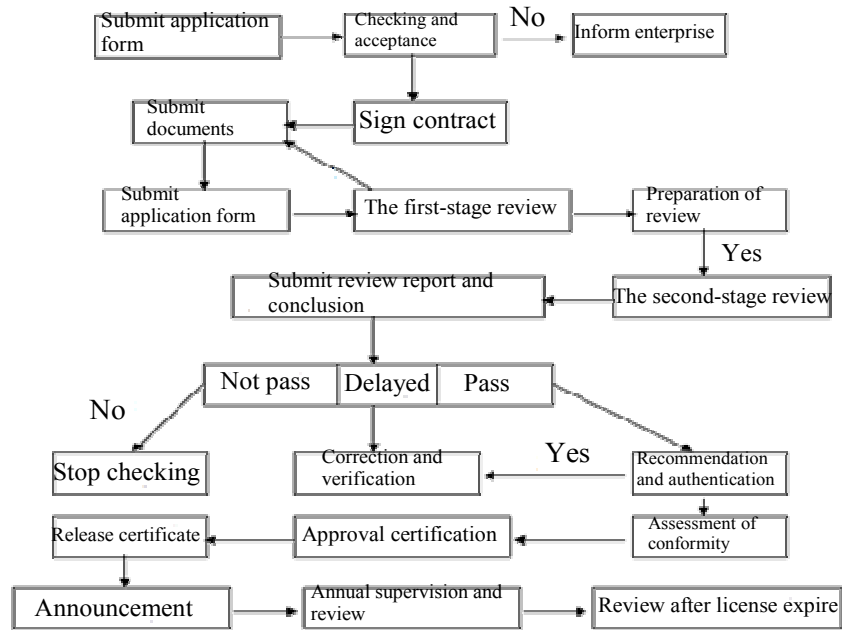 Submit application
form
Checking and
acceptance
No
Inform enterprise
Submit
documents
Sign contract
Submit
application form
The first-stage review
Preparation of
review
Yes
Submit review report and
conclusion
The second-stage review
Not pass
Delayed
Pass
No
Stop checking
Correction and
verification
Yes
Recommendation
and authentication
Release certificate
Approval certification
Assessment of
conformity
Announcement
Annual supervision and
review
Review after license expire